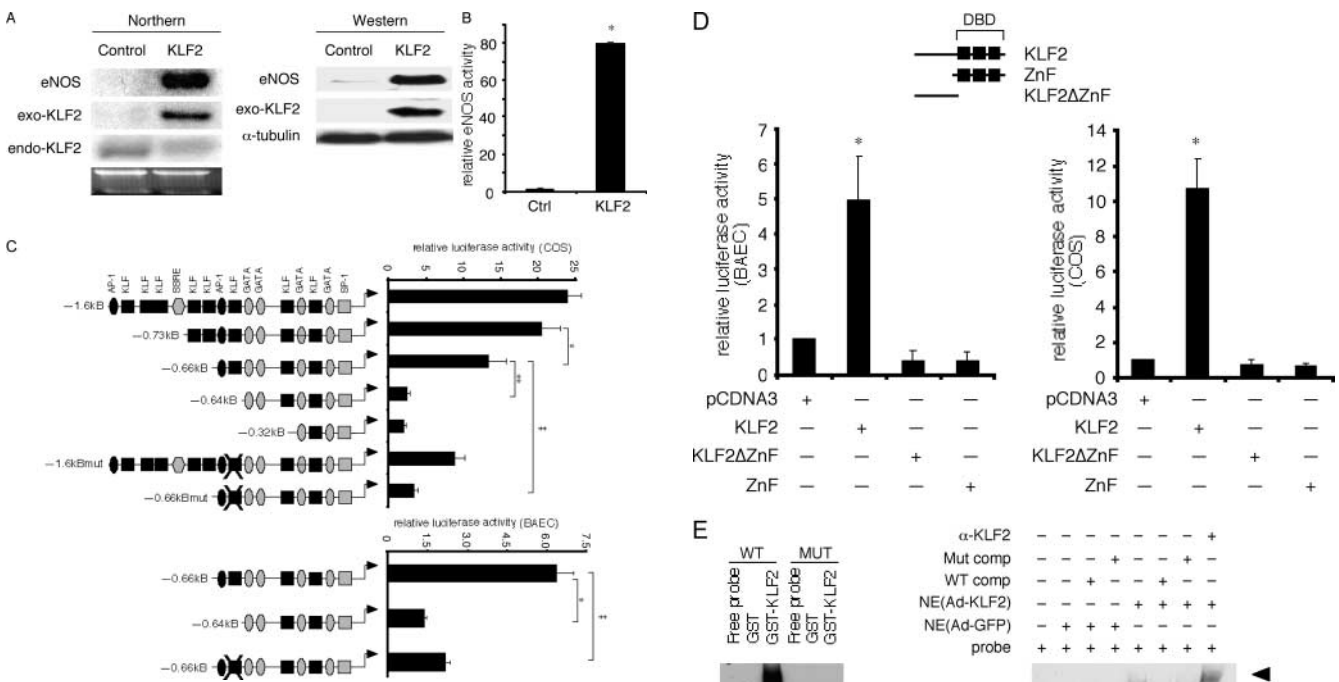 A
Northern
Western
B
Control KLF2
Control KLF2
eNOS
exo-KLF2
endo-KLF2
eNOS
exo-KLF2
α-tubulin
relative eNOS activity
80
60
40
20
0
*
Ctrl KLF2
C
relative luciferase activity (COS)
0 5 10 15 20 25
AP-1 KLF KLF KLF KLF KLF AP-1 KLF GATA GATA KLF GATA KLF GATA SP-1
-1.6kB
-0.73kB
-0.66kB
-0.64kB
-0.32kB
-1.6kBmut
-0.66kBmut
*
**
‡
relative luciferase activity (BAEC)
0 1.5 3.0 4.5 6.0 7.5
-0.66kB
-0.64kB
-0.66kB
*
‡
D
DBD
KLF2
ZnF
KLF2ΔZnF
relative luciferase activity
(BAEC)
7
6
5
4
3
2
1
0
*
pCDNA3 + – – –
KLF2 – + – –
KLF2ΔZnF – – + –
ZnF – – – +
relative luciferase activity
(COS)
14
12
10
8
6
4
2
0
*
pCDNA3 + – – –
KLF2 – + – –
KLF2ΔZnF – – + –
ZnF – – – +
E
WT MUT
Free probe GST GST-KLF2 Free probe GST GST-KLF2
α-KLF2 – – – – – – – +
Mut comp – – – + – – + –
WT comp – – + – – + – –
NE(Ad-KLF2) – – – – + + + +
NE(Ad-GFP) – + + + – – – –
probe + + + + + + + +